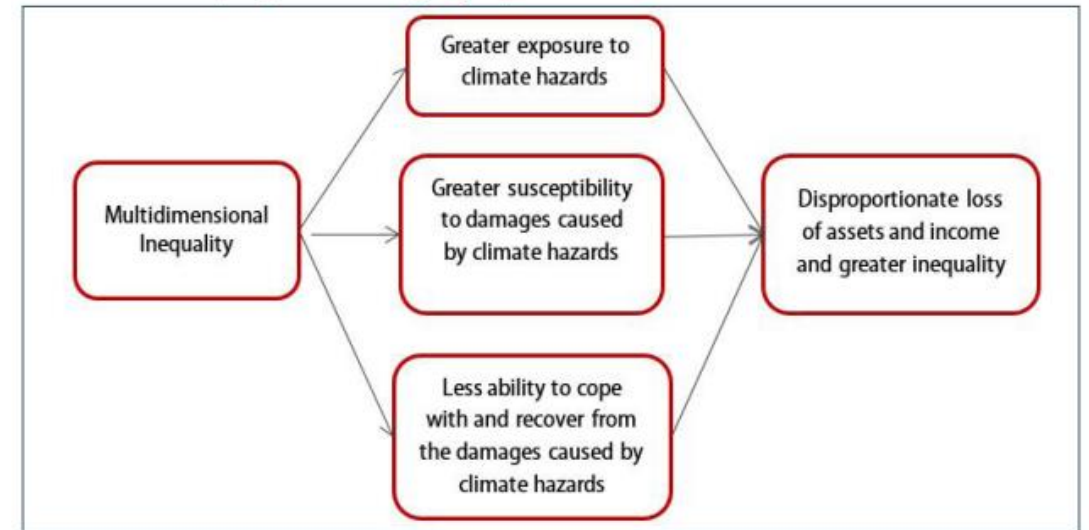 Greater exposure to
climate hazards
Multidimensional
Inequality
Greater susceptibility
to damages caused
by climate hazards
Disproportionate loss
of assets and income
and greater inequality
Less ability to cope
with and recover from
the damages caused by
climate hazards